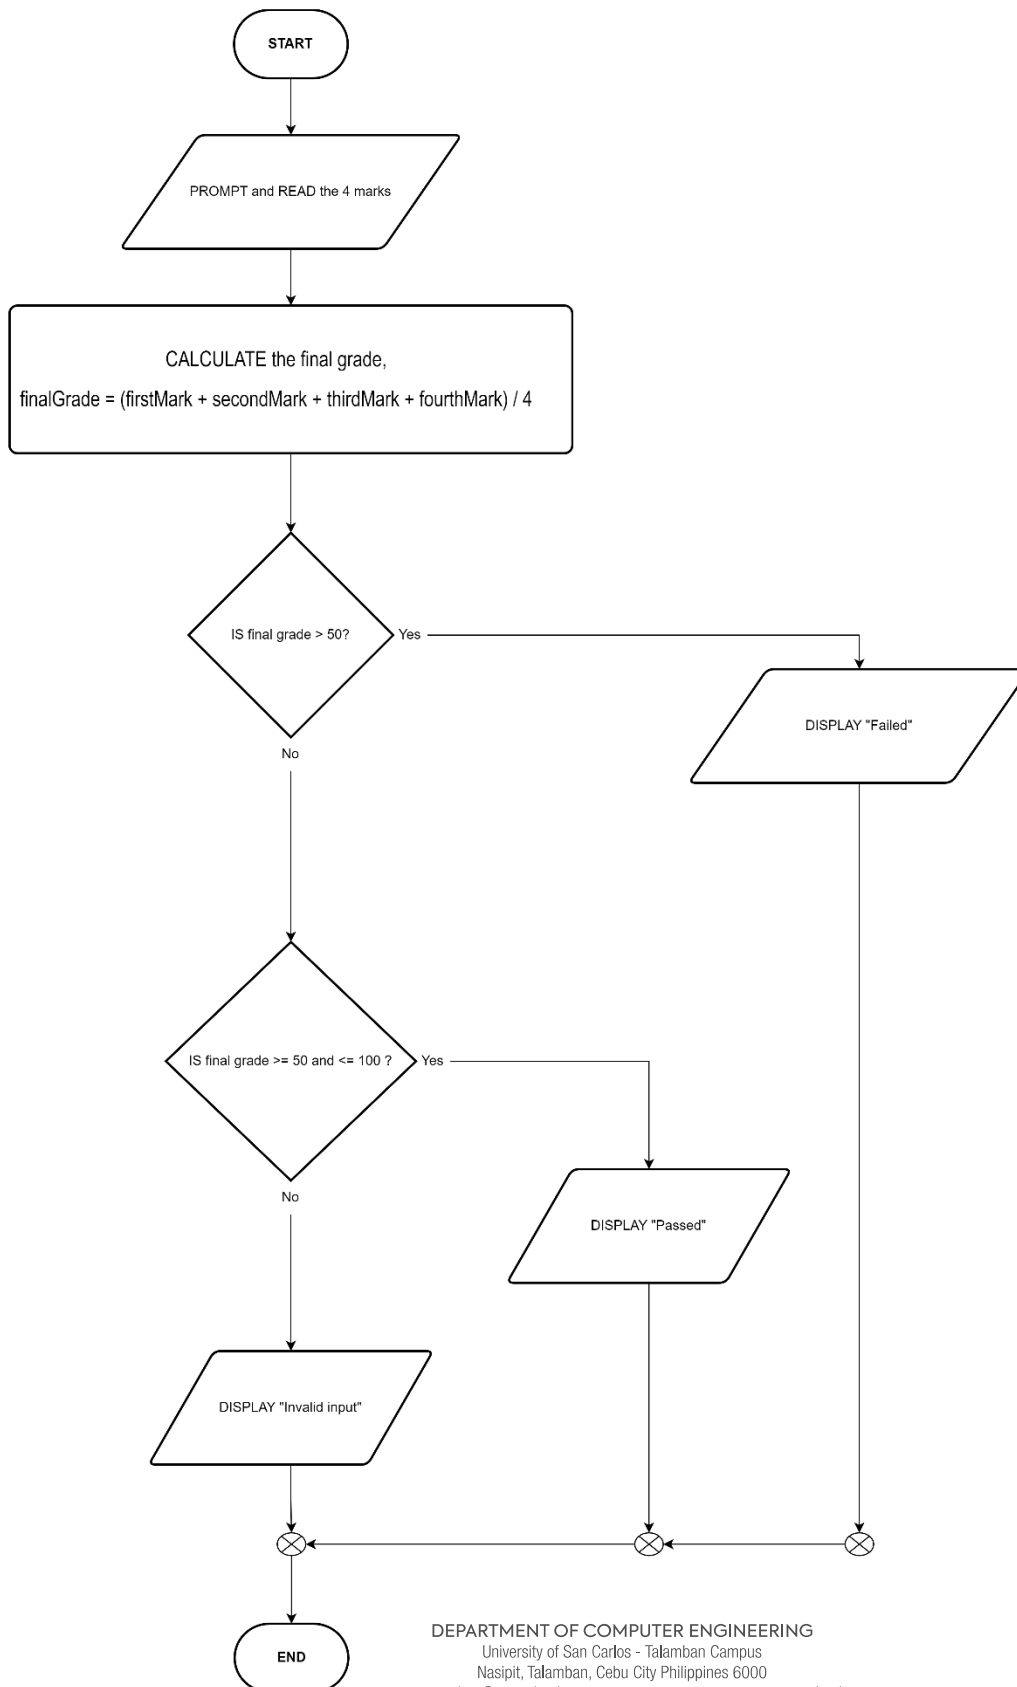 START
PROMPT and READ the 4 marks
CALCULATE the final grade,
finalGrade = (firstMark + secondMark + thirdMark + fourthMark) / 4
IS final grade > 50?
Yes
DISPLAY "Failed"
No
IS final grade >= 50 and <= 100 ?
Yes
No
DISPLAY "Passed"
DISPLAY "Invalid input"
END
DEPARTMENT OF COMPUTER ENGINEERING
University of San Carlos - Talamban Campus
Nasipit, Talamban, Cebu City Philippines 6000